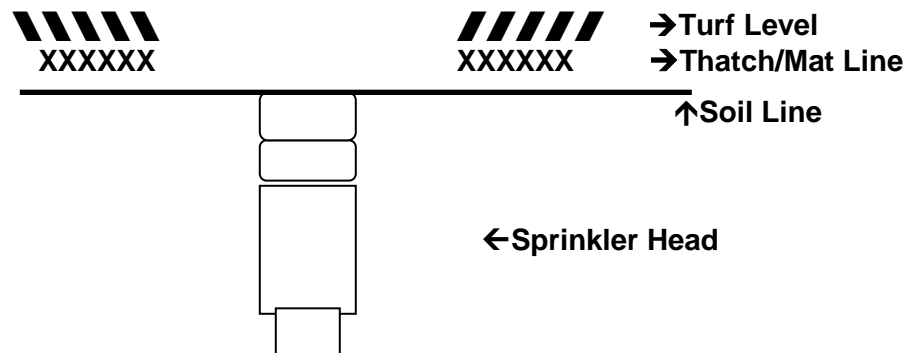 →Turf Level
XXXXXX XXXXXX →Thatch/Mat Line
↑Soil Line
←Sprinkler Head